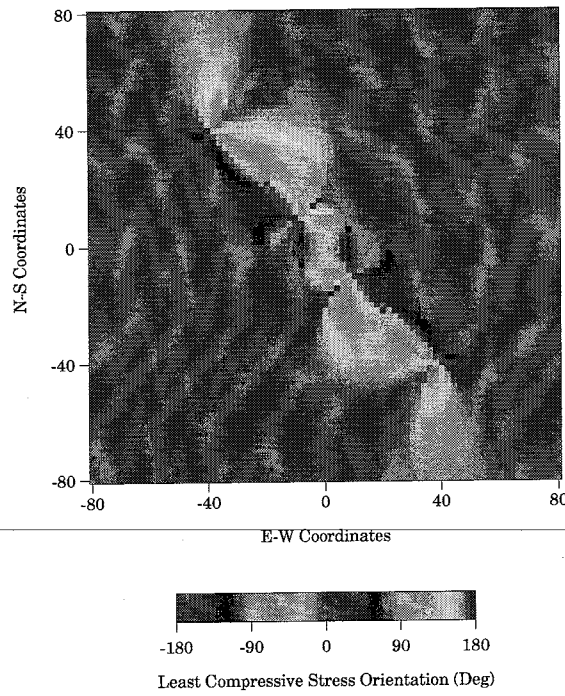 80
40
0
-40
-80
N-S Coordinates
-80 -40 0 40 80
E-W Coordinates
-180 -90 0 90 180
Least Compressive Stress Orientation (Deg)